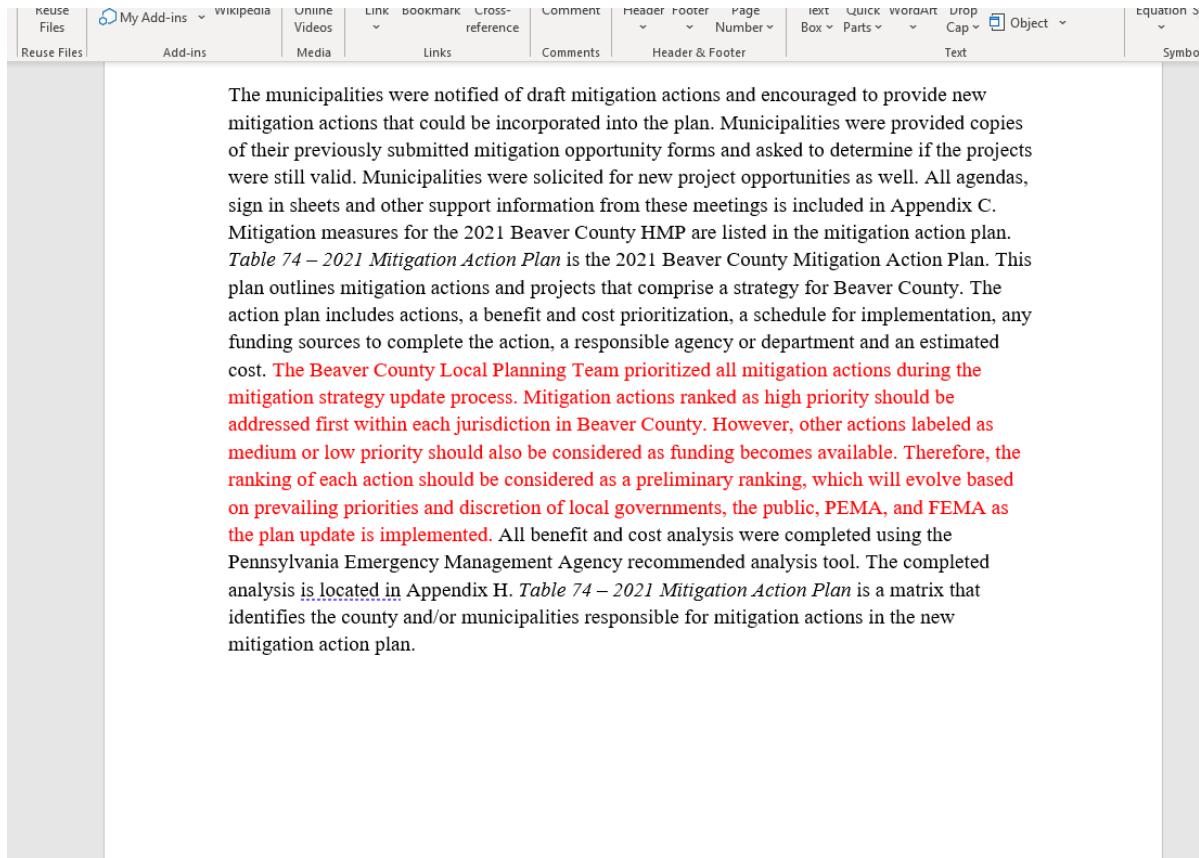 Reuse My Add-ins Wikipedia Online Link Bookmark Cross- Comment Header Footer Page Text Quick WordArt Drop Object Equation
Files Videos reference Number Box Parts Cap
Reuse Files Add-ins Media Links Comments Header & Footer Text Symbo
The municipalities were notified of draft mitigation actions and encouraged to provide new
mitigation actions that could be incorporated into the plan. Municipalities were provided copies
of their previously submitted mitigation opportunity forms and asked to determine if the projects
were still valid. Municipalities were solicited for new project opportunities as well. All agendas,
sign in sheets and other support information from these meetings is included in Appendix C.
Mitigation measures for the 2021 Beaver County HMP are listed in the mitigation action plan.
Table 74 – 2021 Mitigation Action Plan is the 2021 Beaver County Mitigation Action Plan. This
plan outlines mitigation actions and projects that comprise a strategy for Beaver County. The
action plan includes actions, a benefit and cost prioritization, a schedule for implementation, any
funding sources to complete the action, a responsible agency or department and an estimated
cost. The Beaver County Local Planning Team prioritized all mitigation actions during the
mitigation strategy update process. Mitigation actions ranked as high priority should be
addressed first within each jurisdiction in Beaver County. However, other actions labeled as
medium or low priority should also be considered as funding becomes available. Therefore, the
ranking of each action should be considered as a preliminary ranking, which will evolve based
on prevailing priorities and discretion of local governments, the public, PEMA, and FEMA as
the plan update is implemented. All benefit and cost analysis were completed using the
Pennsylvania Emergency Management Agency recommended analysis tool. The completed
analysis is located in Appendix H. Table 74 – 2021 Mitigation Action Plan is a matrix that
identifies the county and/or municipalities responsible for mitigation actions in the new
mitigation action plan.